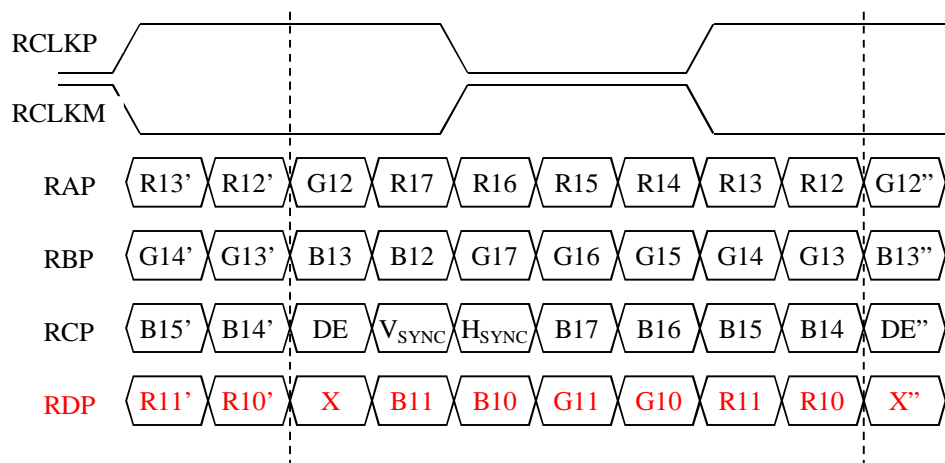 RCLKP
RCLKM
RAP R13’ R12’ G12 R17 R16 R15 R14 R13 R12 G12”
RBP G14’ G13’ B13 B12 G17 G16 G15 G14 G13 B13”
RCP B15’ B14’ DE VSYNC HSYNC B17 B16 B15 B14 DE”
RDP R11’ R10’ X B11 B10 G11 G10 R11 R10 X”